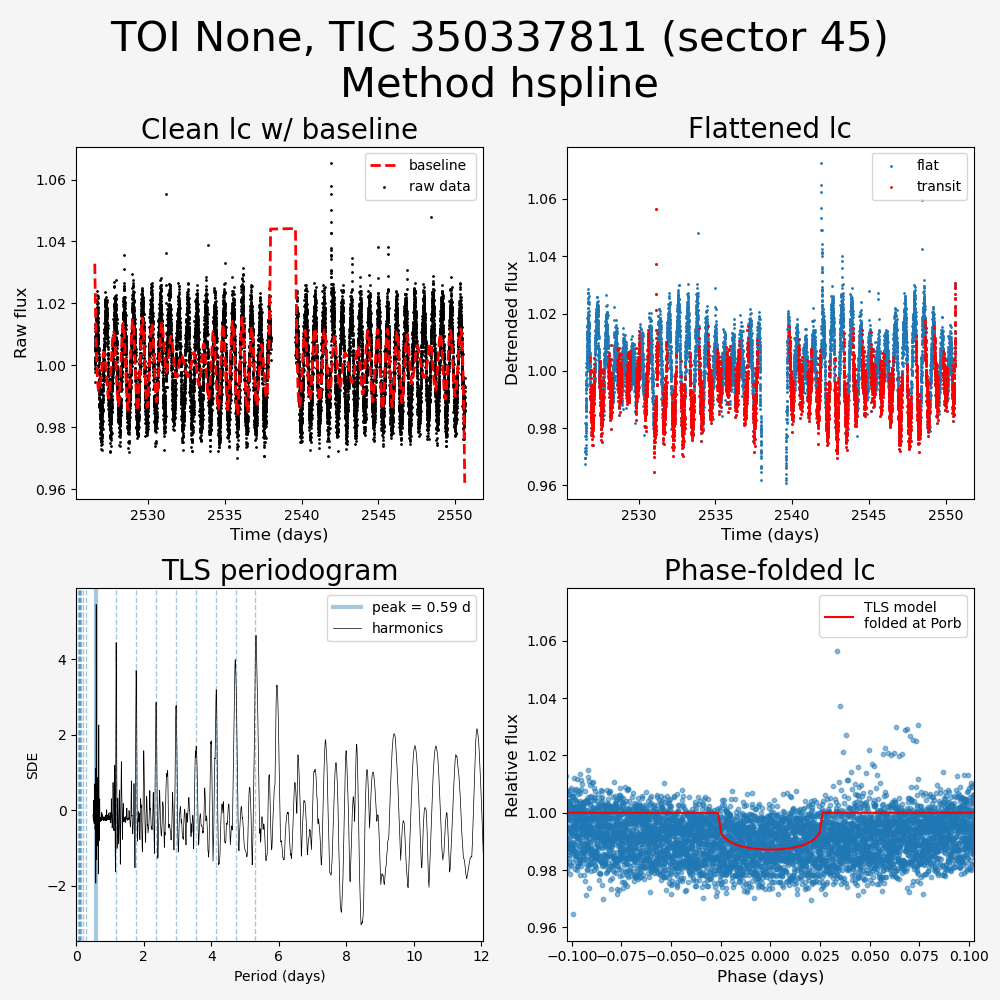 TOI None, TIC 350337811 (sector 45)
Method hspline
Clean lc w/ baseline
Raw flux
1.06
1.04
1.02
1.00
0.98
0.96
baseline
raw data
2530
2535
2540
2545
2550
Time (days)
Flattened lc
Detrended flux
1.06
1.04
1.02
1.00
0.98
0.96
flat
transit
2530
2535
2540
2545
2550
Time (days)
TLS periodogram
SDE
4
2
0
−2
peak = 0.59 d
harmonics
0
2
4
6
8
10
12
Period (days)
Phase-folded lc
Relative flux
1.06
1.04
1.02
1.00
0.98
0.96
TLS model
folded at Porb
−0.100
−0.075
−0.050
−0.025
0.000
0.025
0.050
0.075
0.100
Phase (days)